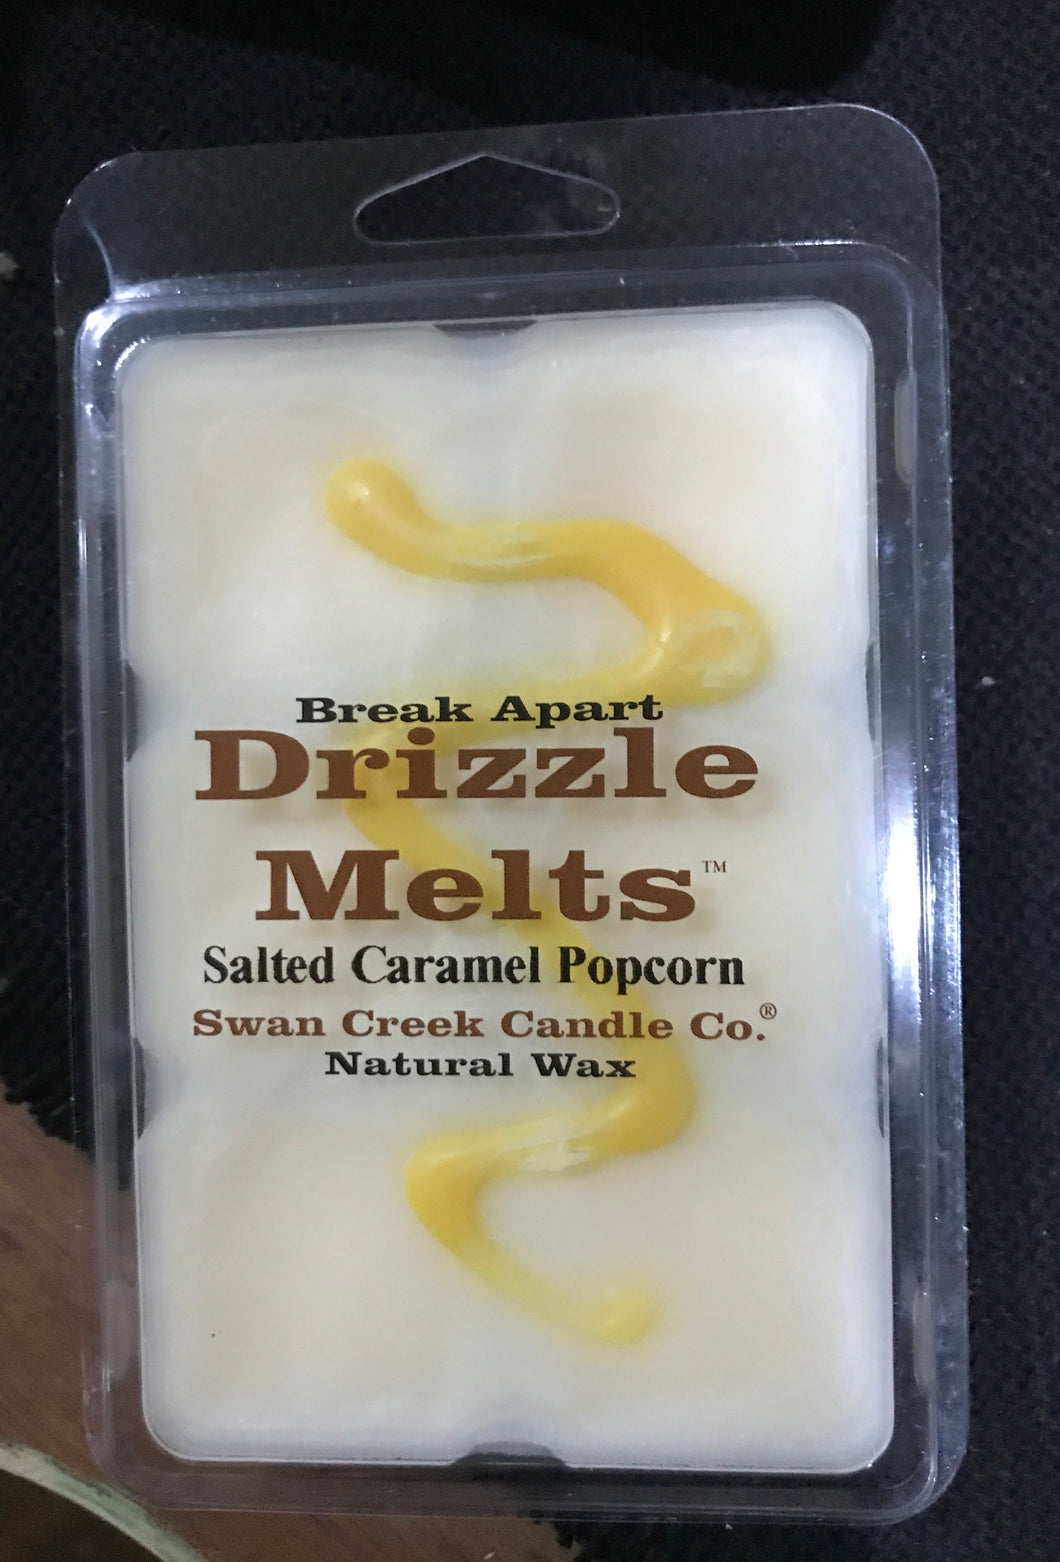 Break Apart
Drizzle
Melts™
Salted Caramel Popcorn
Swan Creek Candle Co.®
Natural Wax